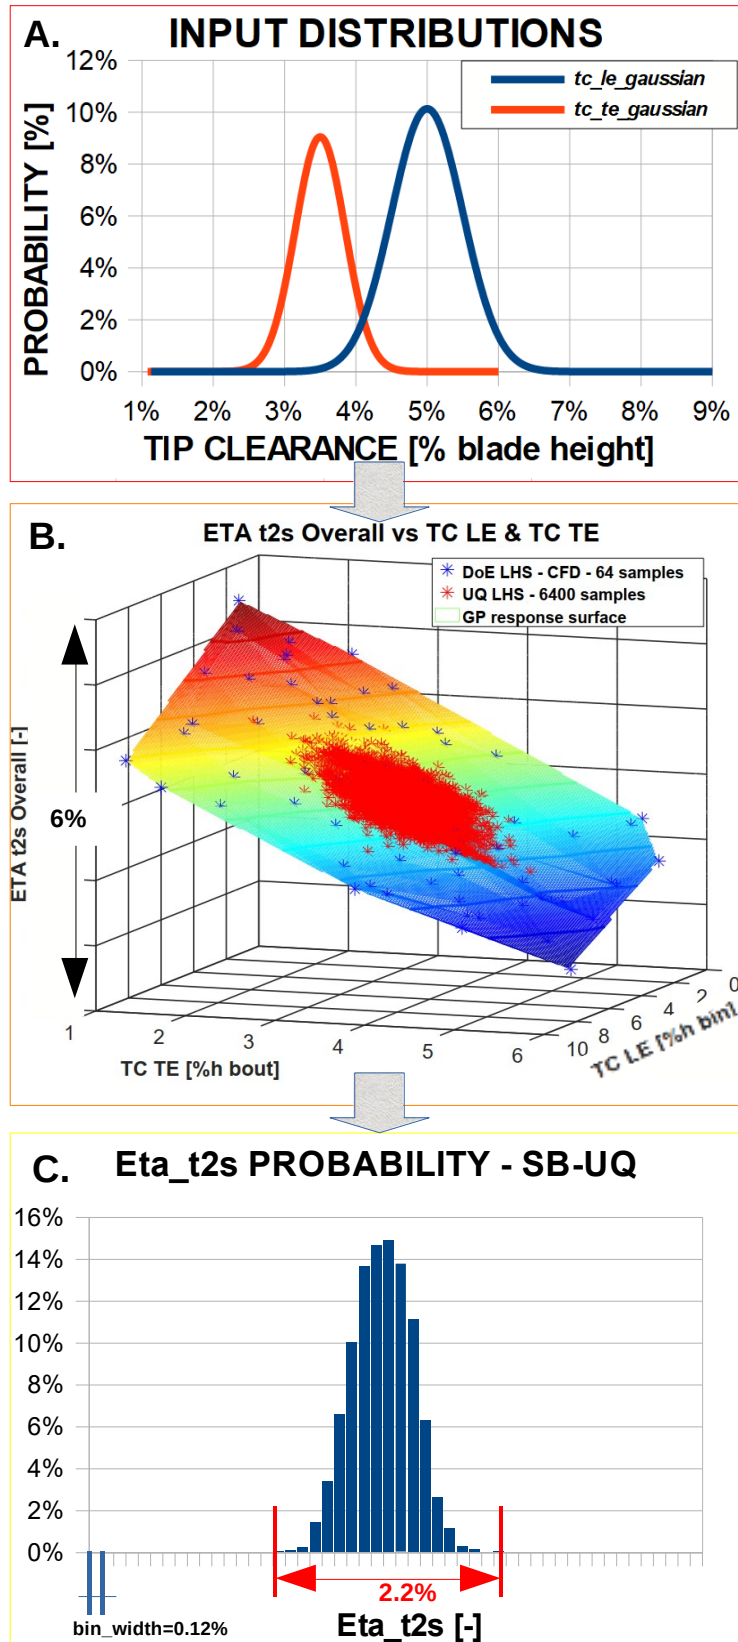 A.
INPUT DISTRIBUTIONS
12%
10%
8%
6%
4%
2%
0%
PROBABILITY [%]
tc_le_gaussian
tc_te_gaussian
1% 2% 3% 4% 5% 6% 7% 8% 9%
TIP CLEARANCE [% blade height]
B.
ETA t2s Overall vs TC LE & TC TE
DoE LHS - CFD - 64 samples
UQ LHS - 6400 samples
GP response surface
ETA t2s Overall [-]
6%
1 2 3 4 5 6
TC TE [%h bout]
10 8 6 4 2 0
TC LE [%h bin]
C.
Eta_t2s PROBABILITY - SB-UQ
16%
14%
12%
10%
8%
6%
4%
2%
0%
2.2%
bin_width=0.12%
Eta_t2s [-]